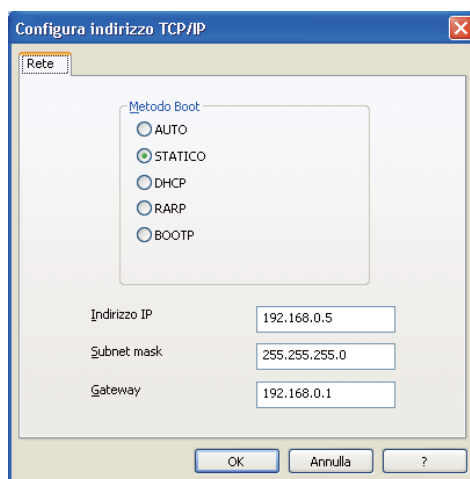 Configura indirizzo TCP/IP
Rete
Metodo Boot
AUTO
STATICO
DHCP
RARP
BOOTP
Indirizzo IP 192.168.0.5
Subnet mask 255.255.255.0
Gateway 192.168.0.1
OK Annulla ?